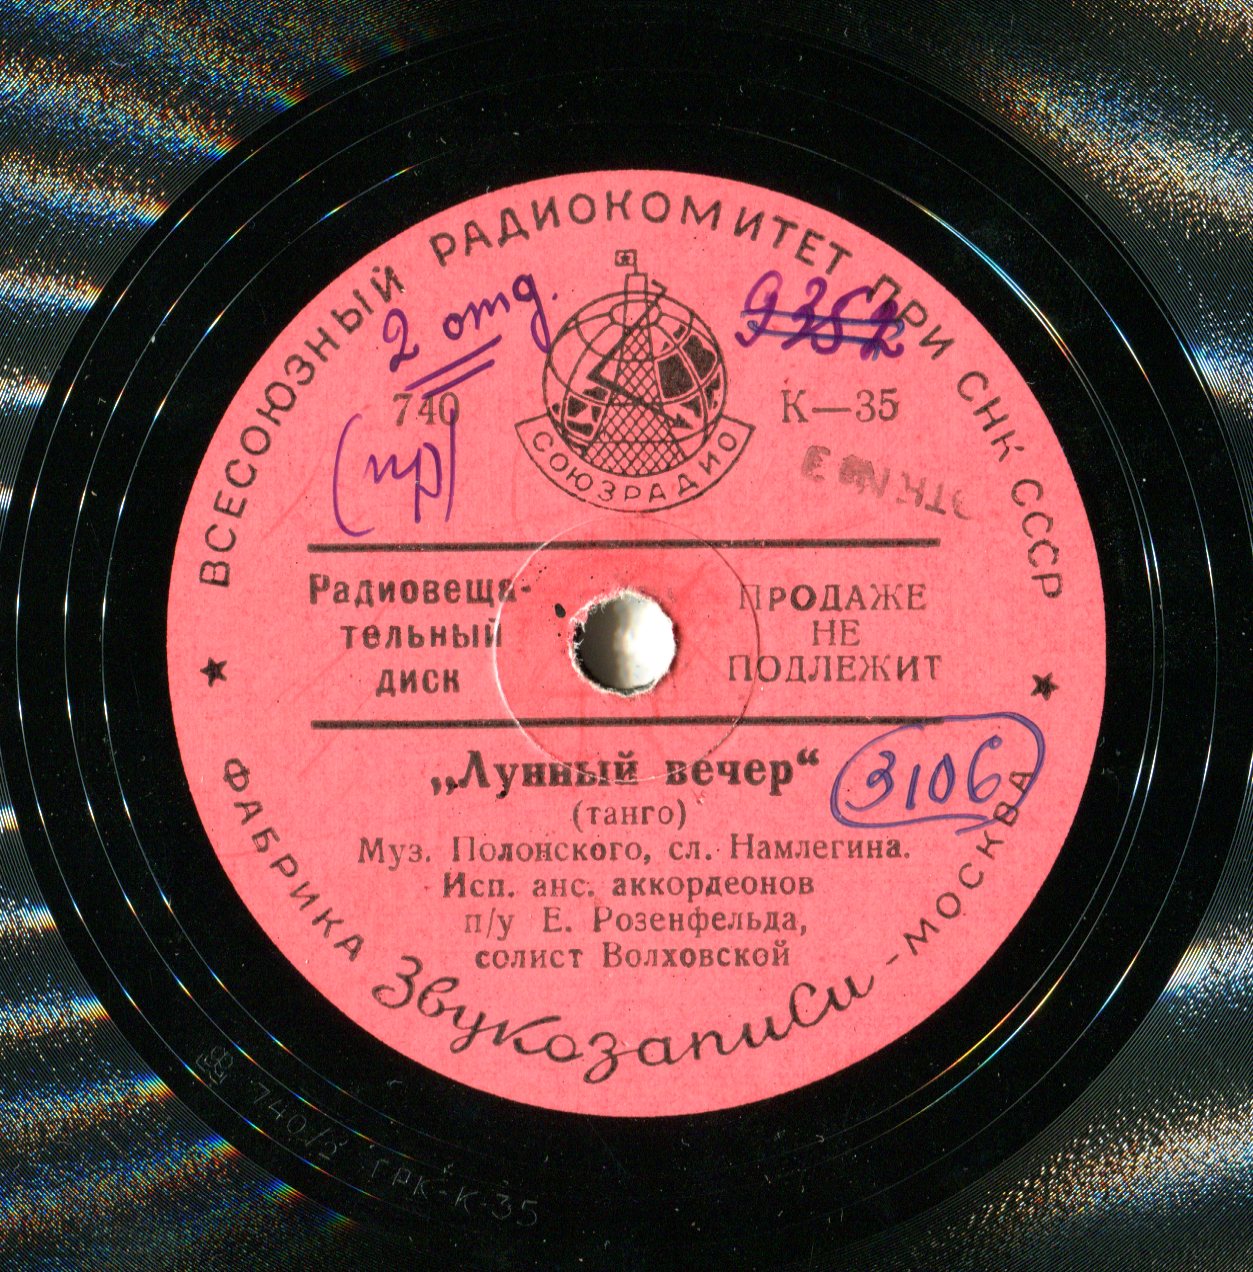 ВСЕСОЮЗНЫЙ РАДИОКОМИТЕТ ПРИ СНК СССР
2 отд.
9352
740
К—35
(пр)
СОЮЗРАДИО
Радиовеща-
тельный
диск
ПРОДАЖЕ
НЕ
ПОДЛЕЖИТ
„Лунный вечер“
3106
(танго)
Муз. Полонского, сл. Намлегина.
Исп. анс. аккордеонов
п/у Е. Розенфельда,
солист Волховской
ФАБРИКА ЗвукозапиСи - МОСКВА
740/3 ГРК-К-35